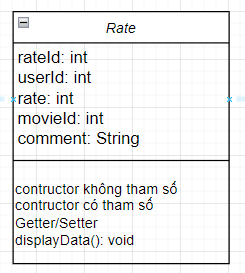 Rate
rateId: int
userId: int
rate: int
movieId: int
comment: String
contructor không tham số
contructor có tham số
Getter/Setter
displayData(): void